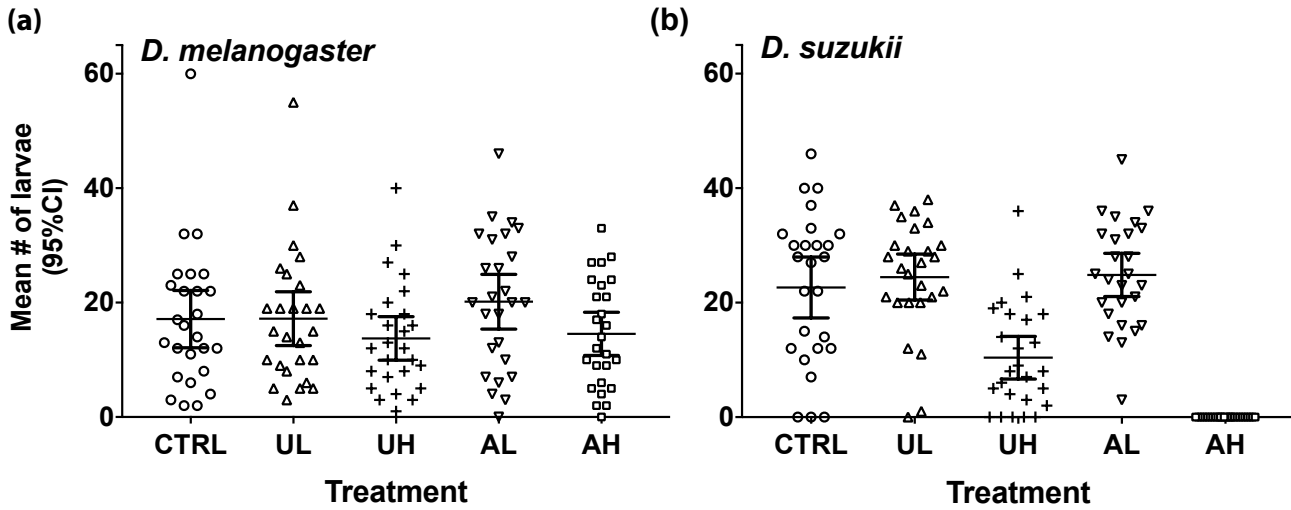 (a)
D. melanogaster
60
40
20
0
Mean # of larvae
(95%CI)
CTRL UL UH AL AH
Treatment
(b)
D. suzukii
60
40
20
0
CTRL UL UH AL AH
Treatment